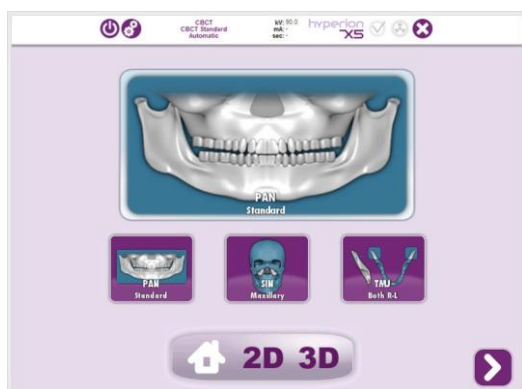 CBCT
CBCT Standard
Automatic
kV: 90.0
mA: -
sec: -
hyperion
X5
PAN
Standard
PAN
Standard
SIN
Maxillary
TMJ
Both R-L
2D 3D